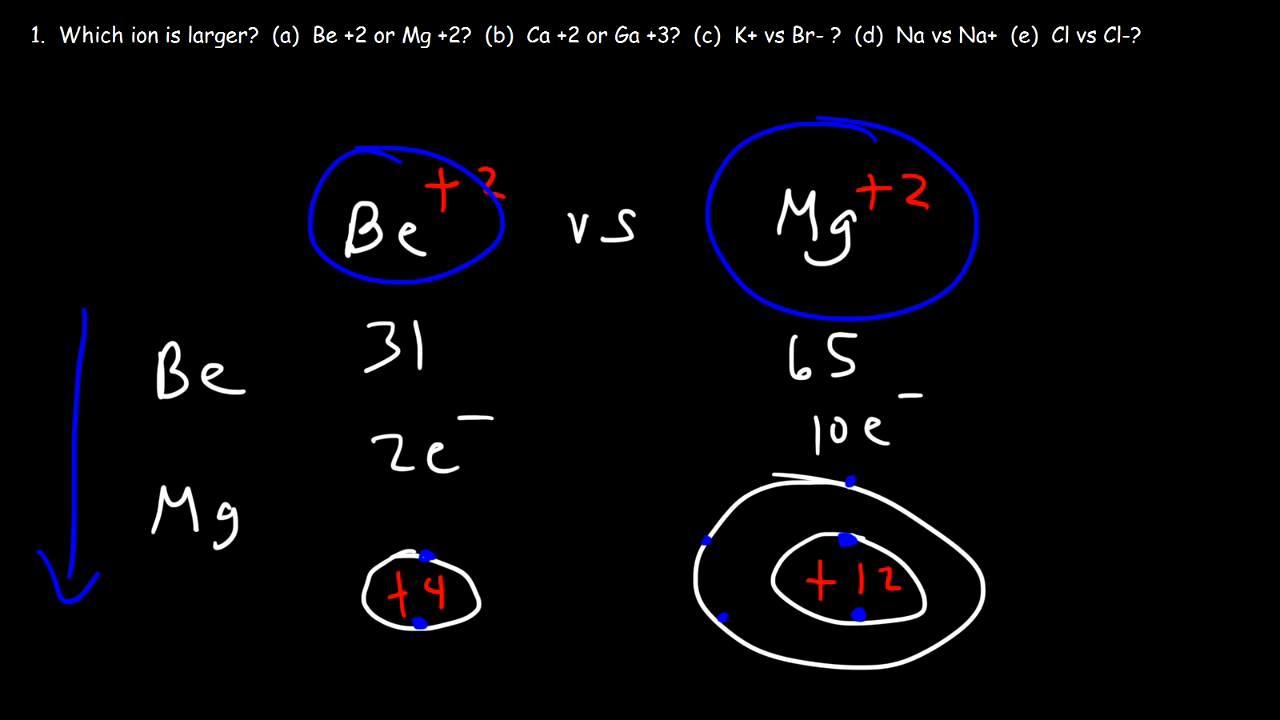 1. Which ion is larger? (a) Be +2 or Mg +2? (b) Ca +2 or Ga +3? (c) K+ vs Br- ? (d) Na vs Na+ (e) Cl vs Cl-?
Be+2 vs Mg+2
31 65
Be
2e- 10e-
Mg
+4 +12